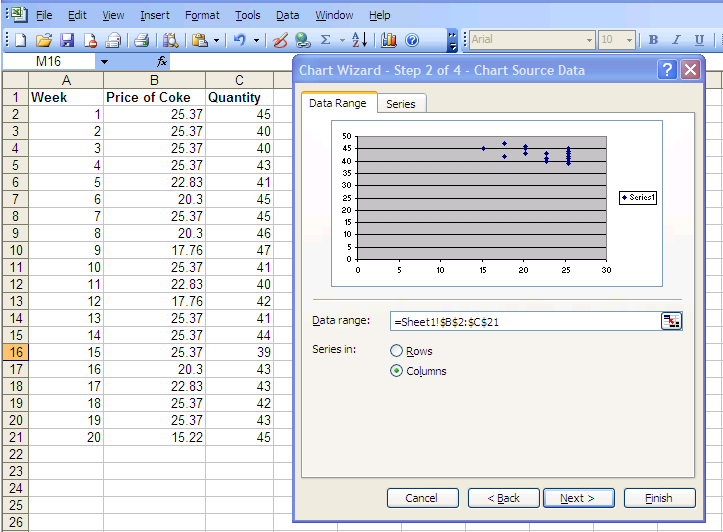 File Edit View Insert Format Tools Data Window Help
Σ A Z Arial 10 B I U
M16 fx
A B C
1 Week Price of Coke Quantity
2 1 25.37 45
3 2 25.37 40
4 3 25.37 40
5 4 25.37 43
6 5 22.83 41
7 6 20.3 45
8 7 25.37 45
9 8 20.3 46
10 9 17.76 47
11 10 25.37 41
12 11 22.83 40
13 12 17.76 42
14 13 25.37 41
15 14 25.37 44
16 15 25.37 39
17 16 20.3 43
18 17 22.83 43
19 18 25.37 42
20 19 25.37 43
21 20 15.22 45
22
23
24
25
26
Chart Wizard - Step 2 of 4 - Chart Source Data ? X
Data Range Series
50
45
40
35
30
25
20
15
10
5
0
0 5 10 15 20 25 30
Series1
Data range: =Sheet1!$B$2:$C$21
Series in: Rows
Columns
Cancel < Back Next > Finish